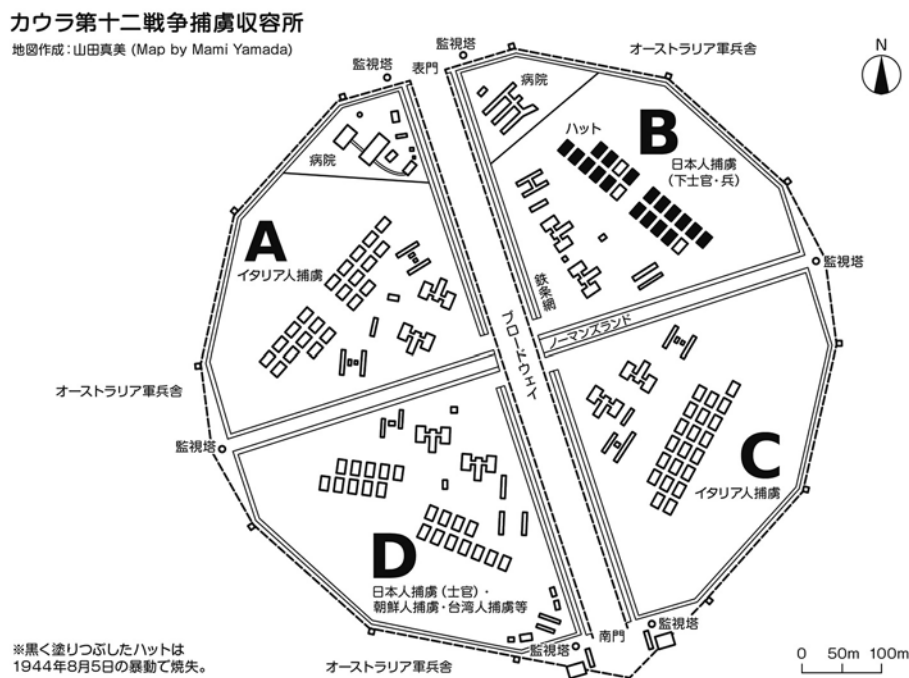 カウラ第十二戦争捕虜収容所
地図作成：山田真美 (Map by Mami Yamada)
監視塔
表門
監視塔
オーストラリア軍兵舎
N
病院
病院
ハット
B
日本人捕虜
(下士官・兵)
A
イタリア人捕虜
監視塔
鉄条網
ブロードウェイ
ノーマンズランド
オーストラリア軍兵舎
監視塔
C
イタリア人捕虜
D
日本人捕虜（士官）・
朝鮮人捕虜・台湾人捕虜等
南門
監視塔
監視塔
オーストラリア軍兵舎
※黒く塗りつぶしたハットは
1944年8月5日の暴動で焼失。
0 50m 100m